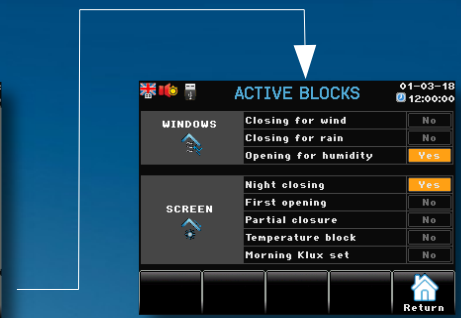 ACTIVE BLOCKS
01-03-18
12:00:00
WINDOWS
Closing for wind No
Closing for rain No
Opening for humidity Yes
SCREEN
Night closing Yes
First opening No
Partial closure No
Temperature block No
Morning Klux set No
Return